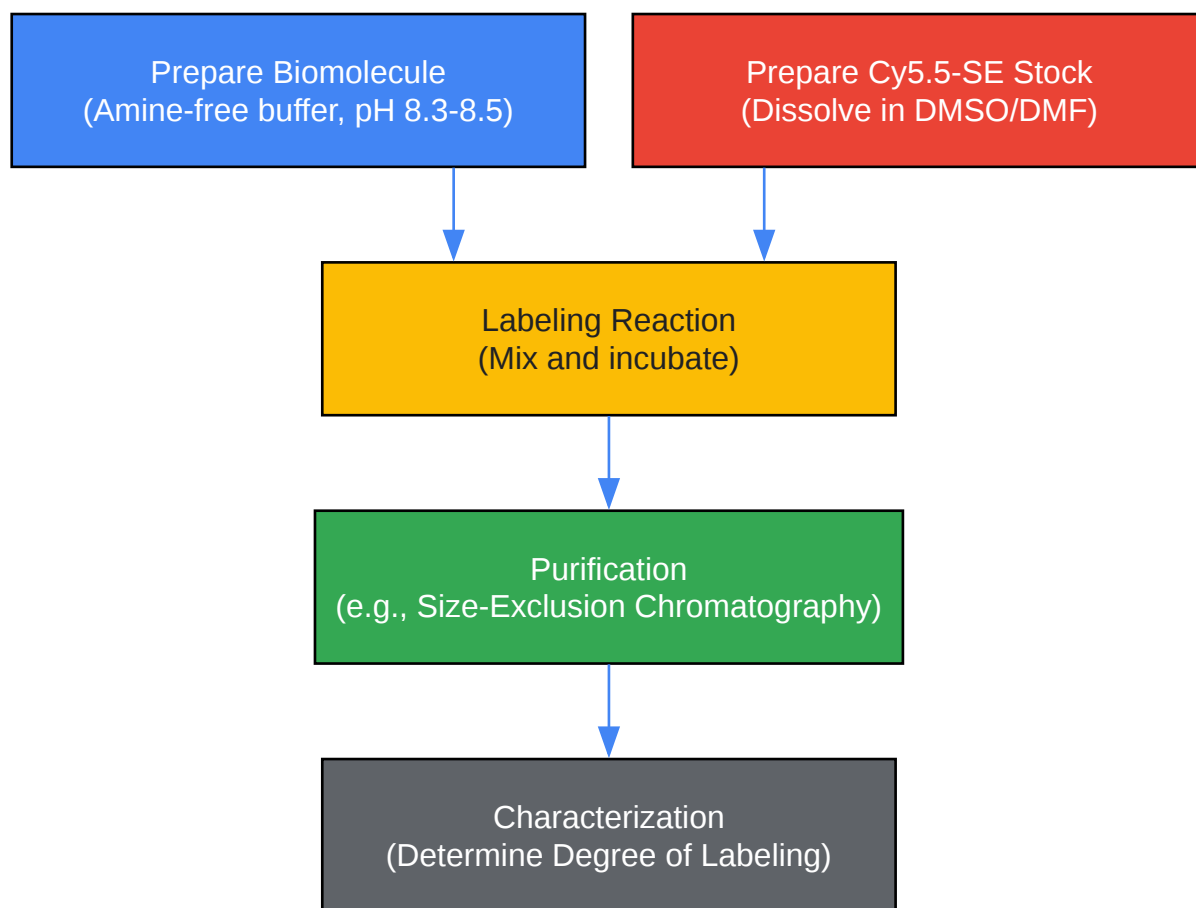 Prepare Biomolecule
(Amine-free buffer, pH 8.3-8.5)
Prepare Cy5.5-SE Stock
(Dissolve in DMSO/DMF)
Labeling Reaction
(Mix and incubate)
Purification
(e.g., Size-Exclusion Chromatography)
Characterization
(Determine Degree of Labeling)